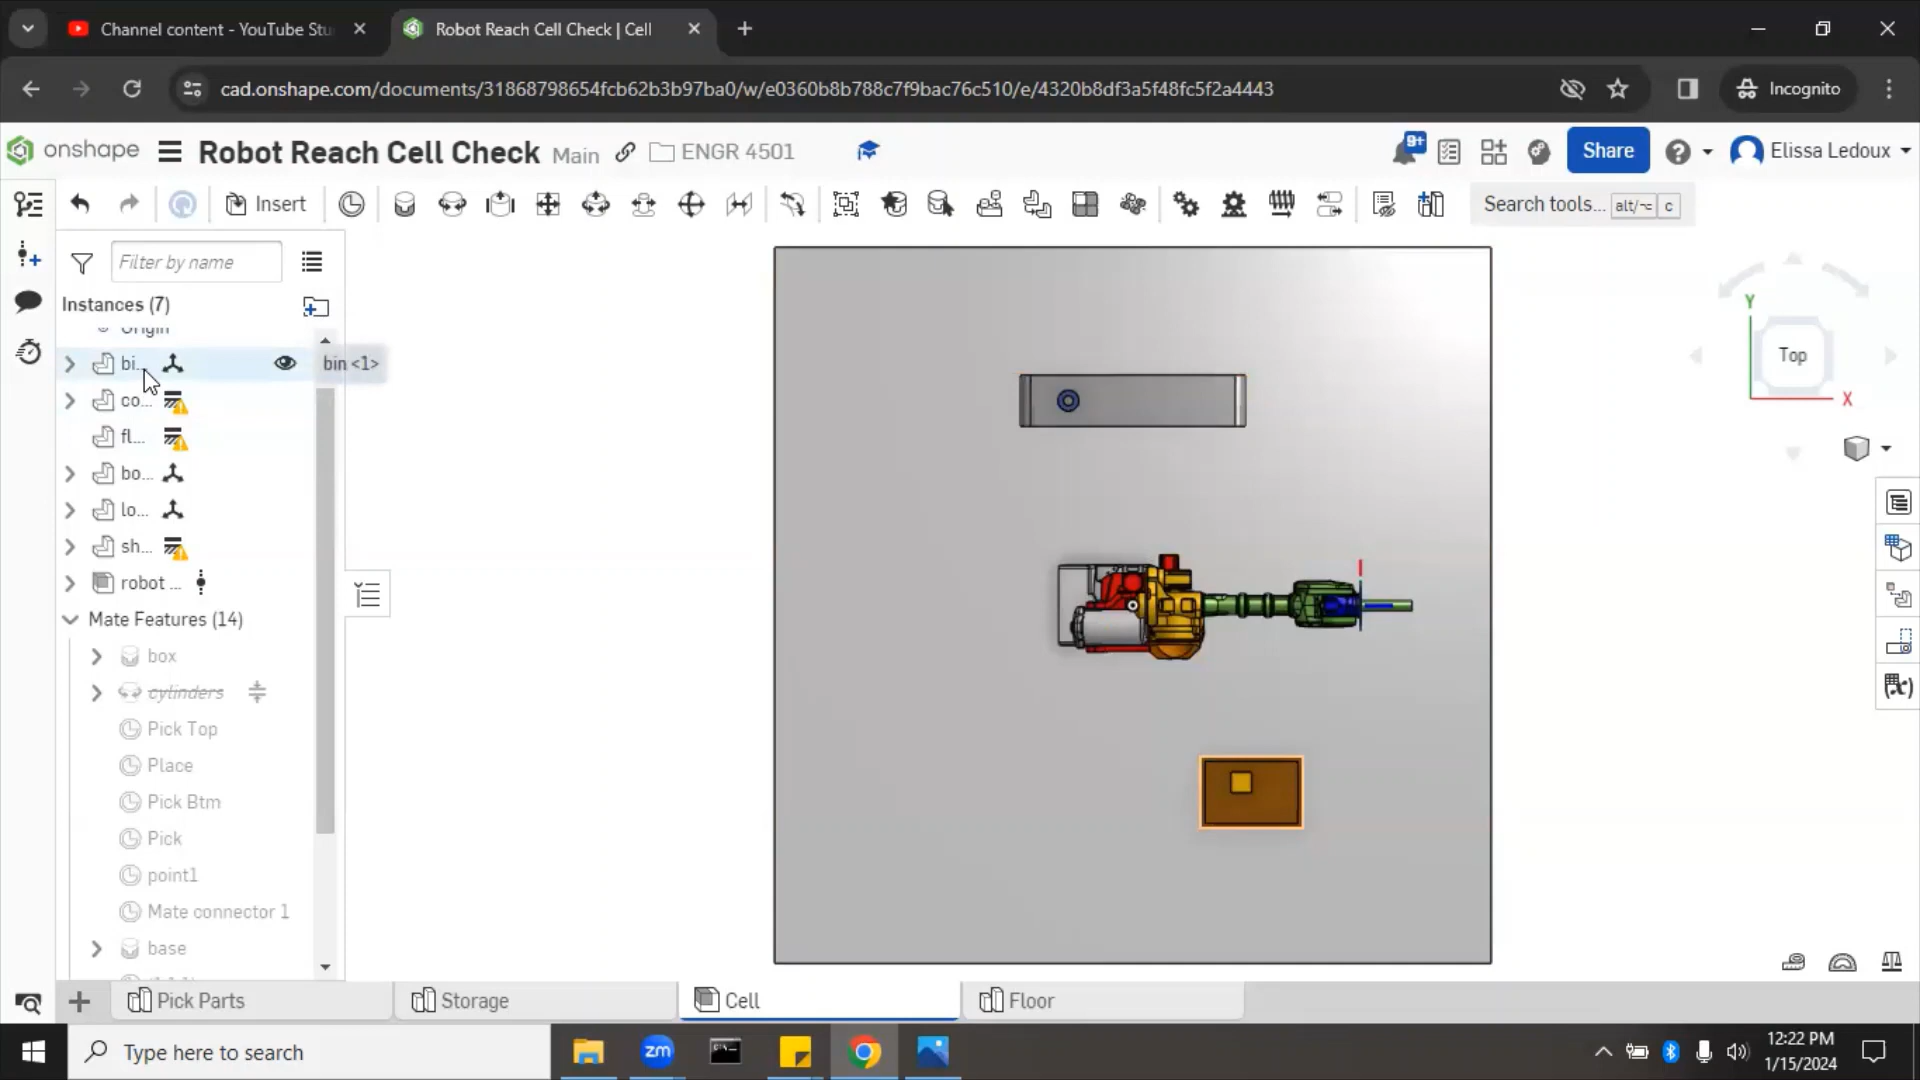 Channel content - YouTube Stu
Robot Reach Cell Check | Cell
cad.onshape.com/documents/31868798654fcb62b3b97ba0/w/e0360b8b788c7f9bac76c510/e/4320b8df3a5f48fc5f2a4443
Incognito
onshape
Robot Reach Cell Check
Main
ENGR 4501
9+
Share
Elissa Ledoux
Insert
Search tools...
alt/⌥
c
Filter by name
Instances (7)
Origin
bi...
bin <1>
co...
fl...
bo...
lo...
sh...
robot ...
Mate Features (14)
box
cylinders
Pick Top
Place
Pick Btm
Pick
point1
Mate connector 1
base
Y
Top
X
Pick Parts
Storage
Cell
Floor
Type here to search
zm
12:22 PM
1/15/2024